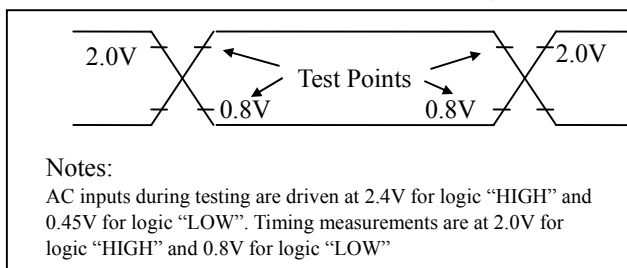 2.0V
2.0V
Test Points
0.8V
0.8V
Notes:
AC inputs during testing are driven at 2.4V for logic “HIGH” and
0.45V for logic “LOW”. Timing measurements are at 2.0V for
logic “HIGH” and 0.8V for logic “LOW”